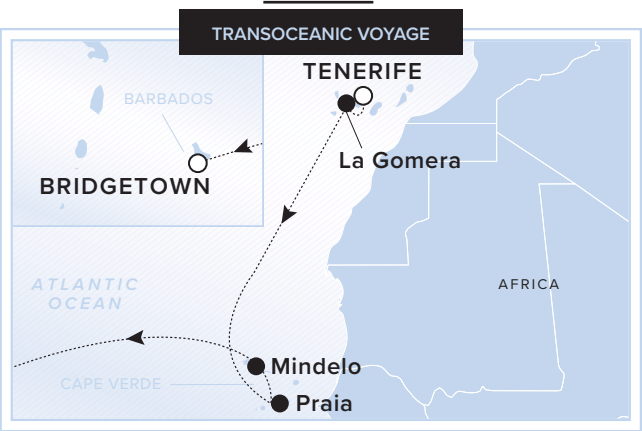 TRANSOCEANIC VOYAGE
TENERIFE
BARBADOS
La Gomera
BRIDGETOWN
ATLANTIC
OCEAN
AFRICA
Mindelo
CAPE VERDE
Praia